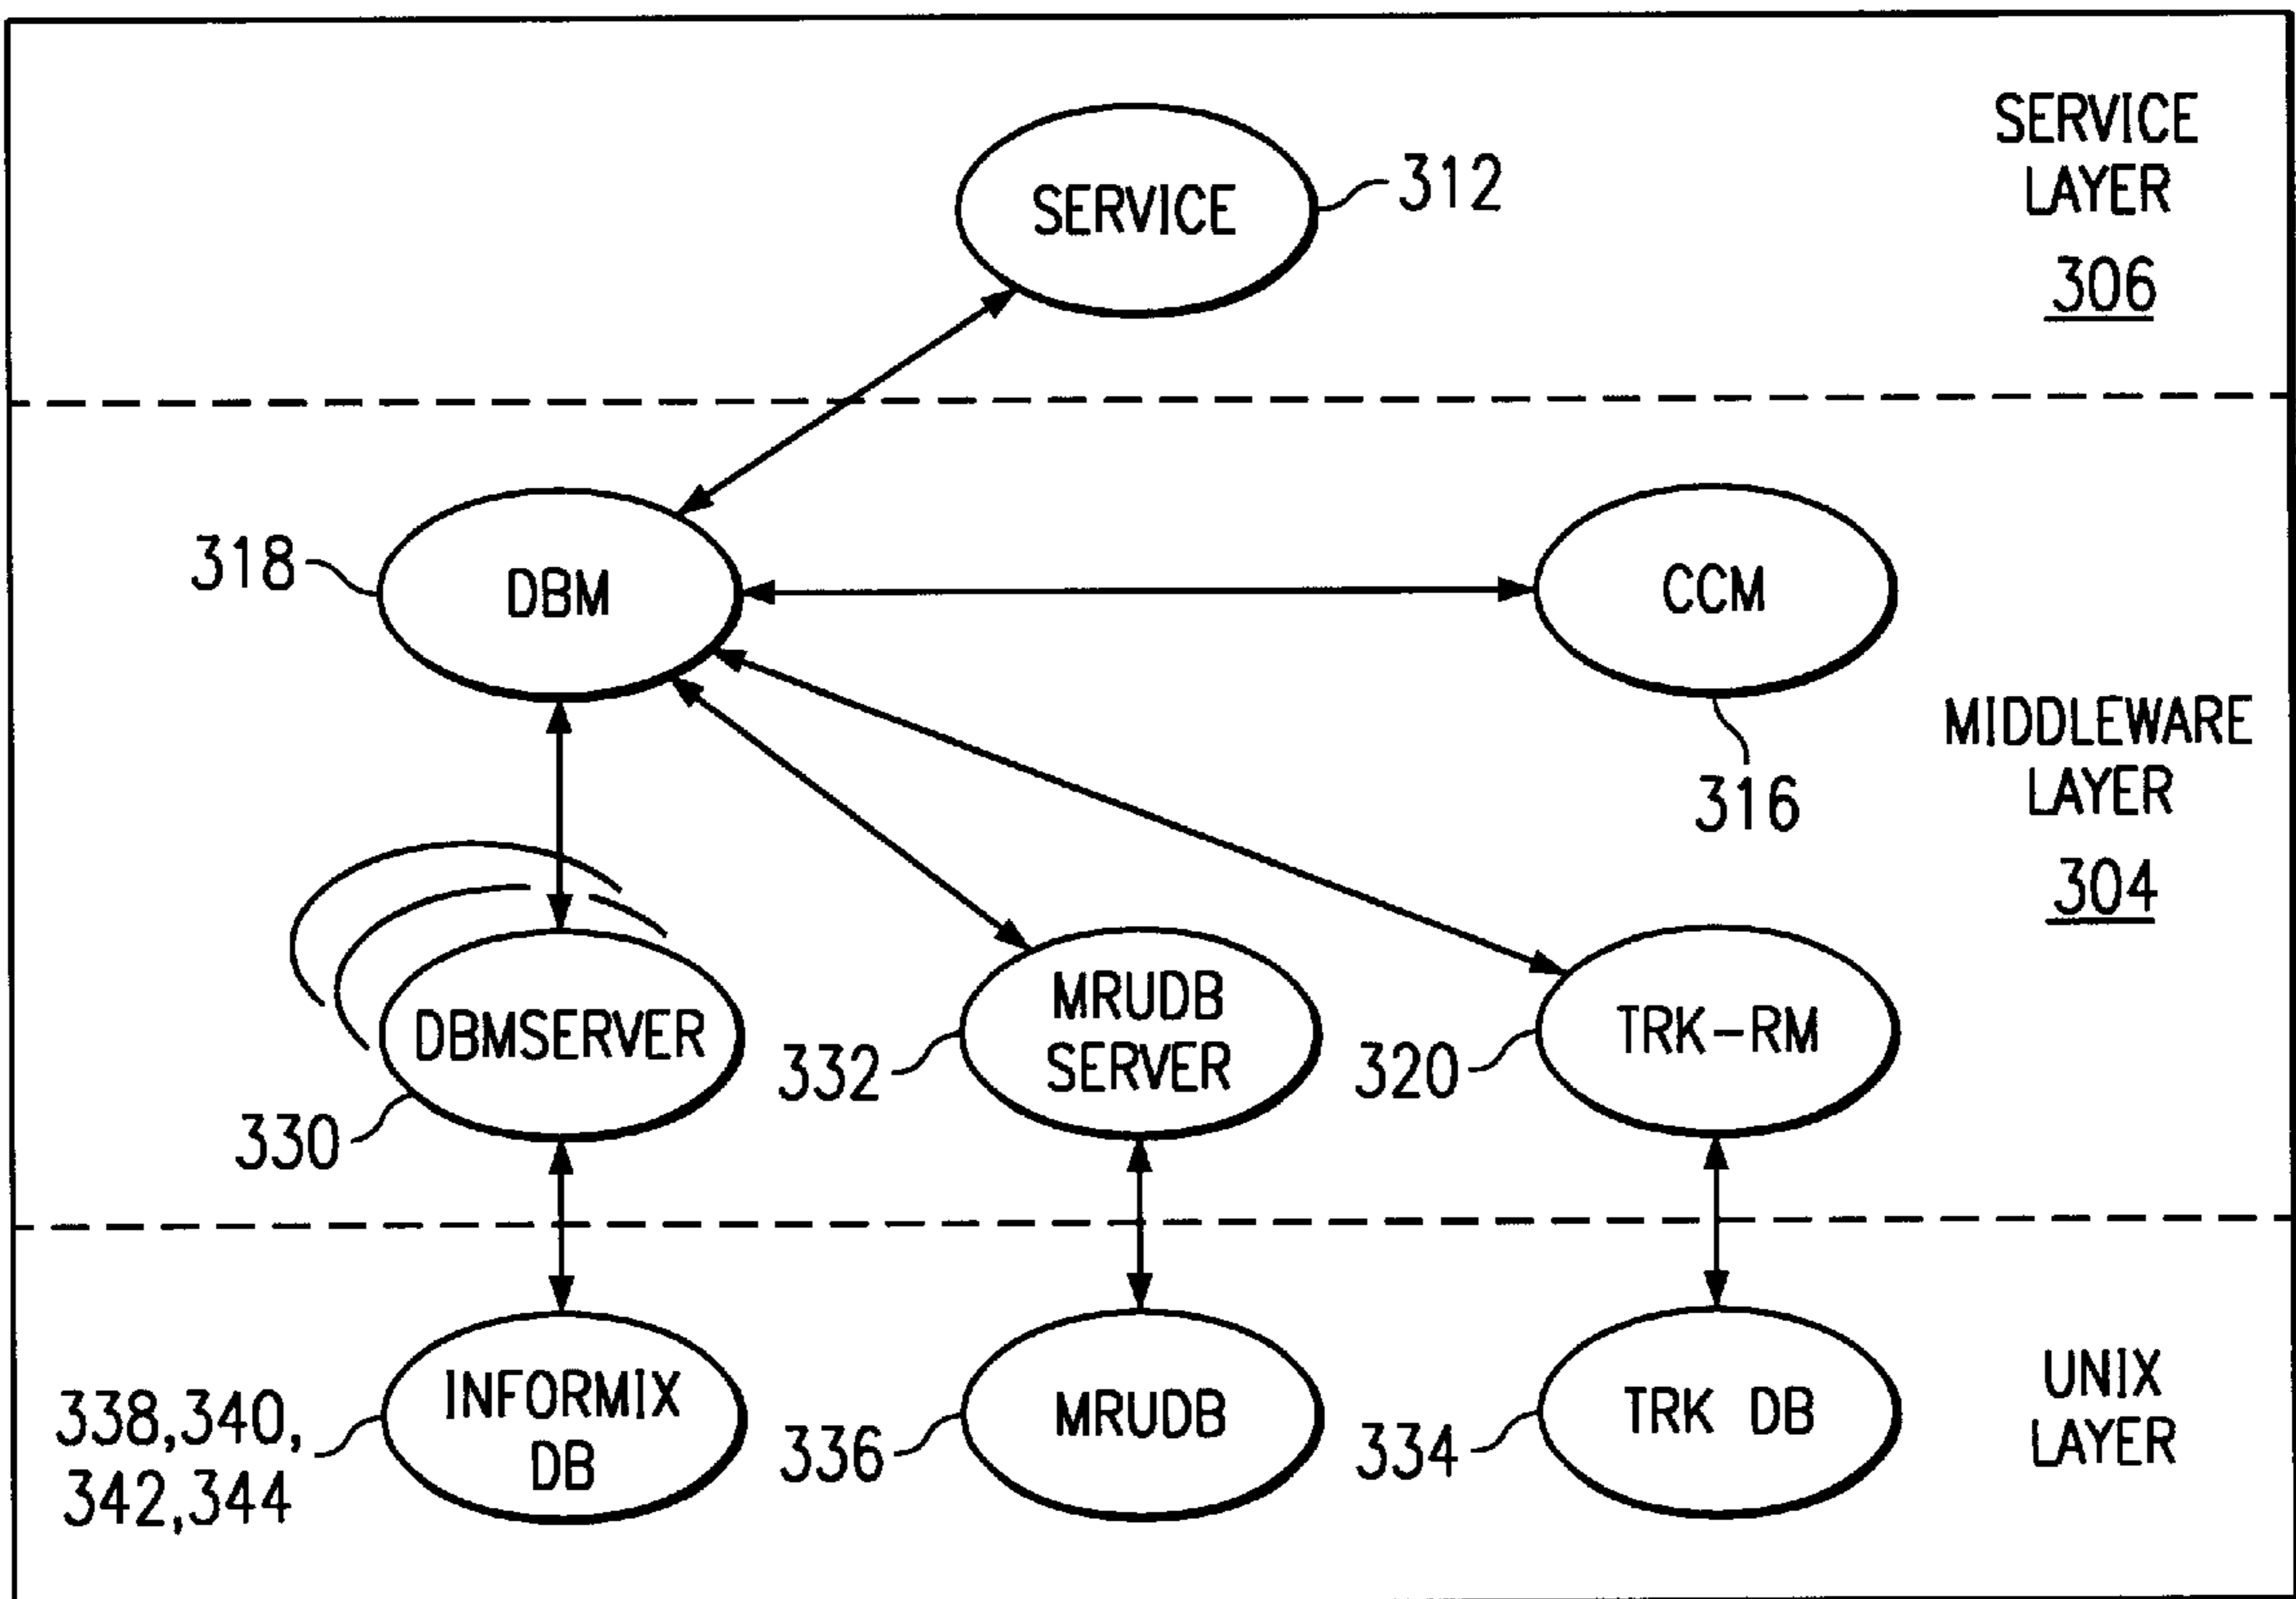 SERVICE
LAYER
306
SERVICE
312
318
DBM
CCM
316
MIDDLEWARE
LAYER
304
DBMSERVER
330
MRUDB
SERVER
332
TRK-RM
320
INFORMIX
DB
338,340,
342,344
MRUDB
336
TRK DB
334
UNIX
LAYER